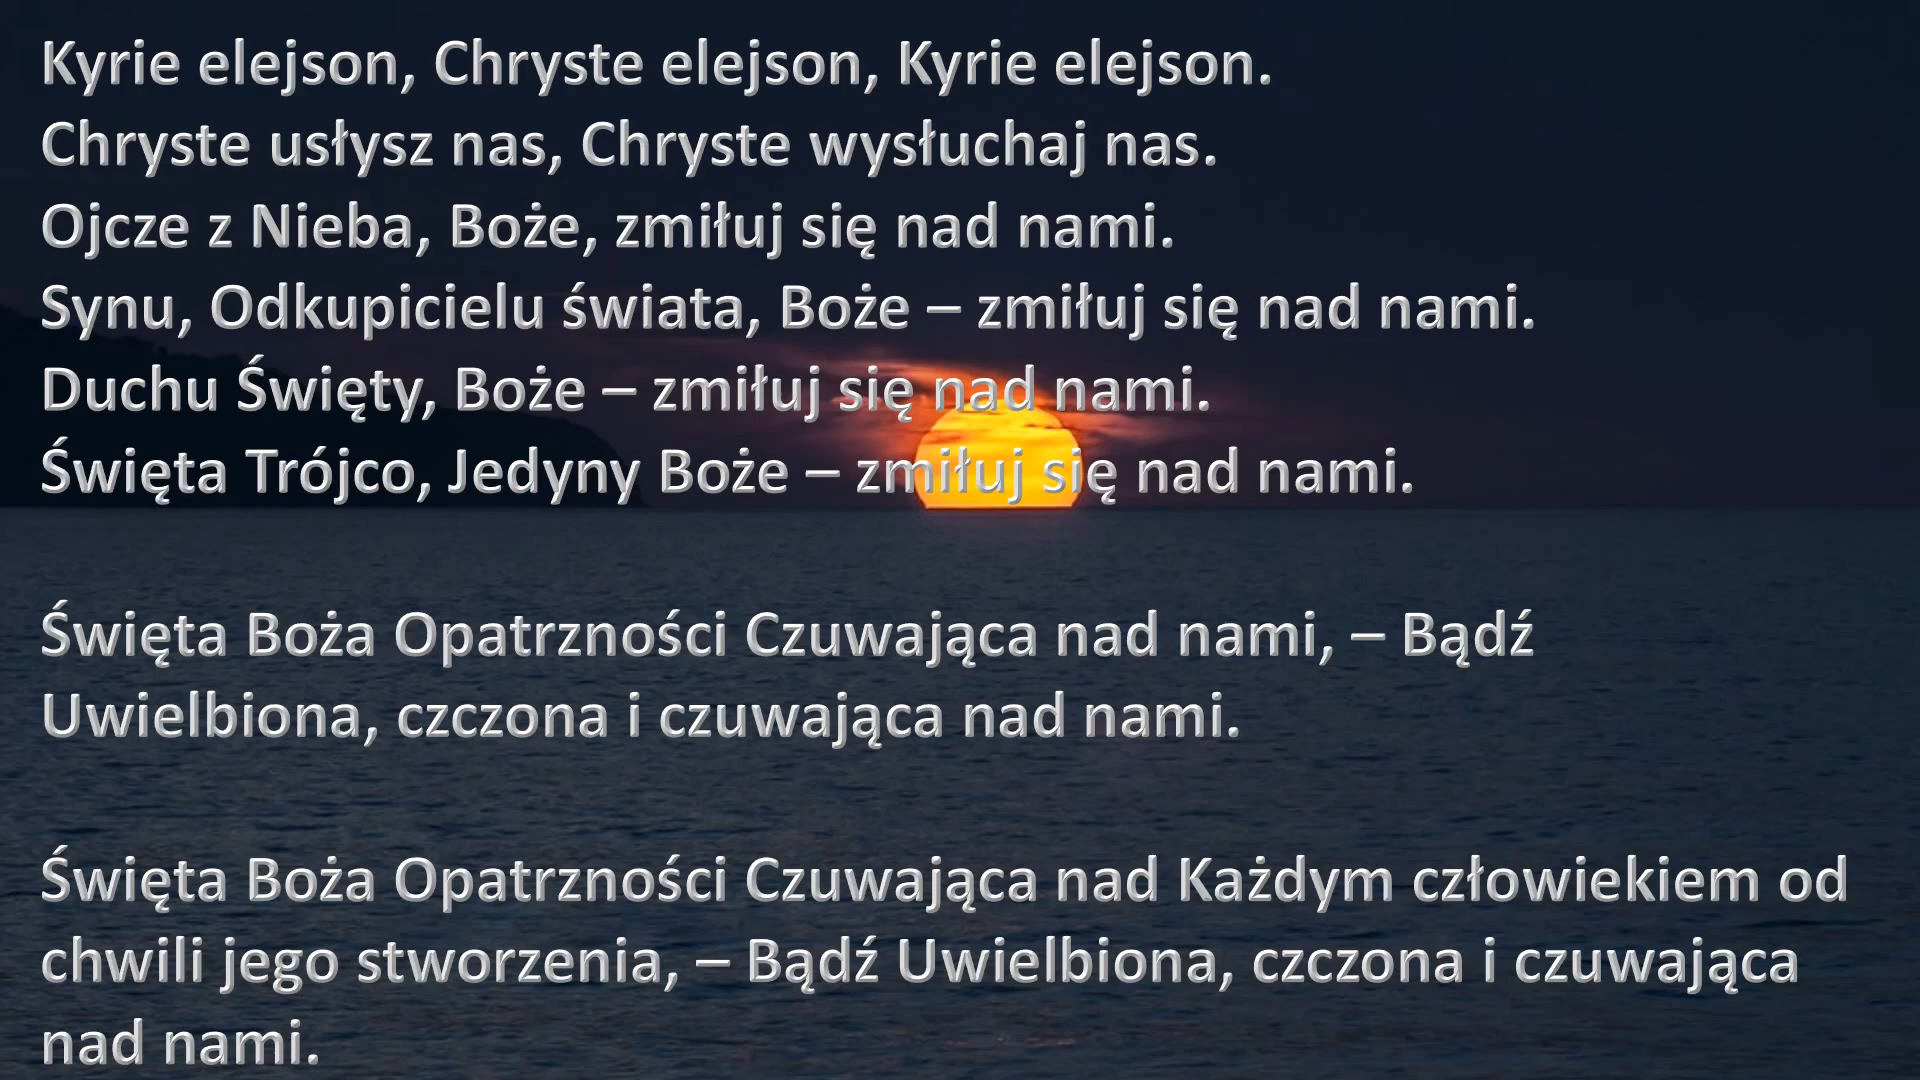 Kyrie elejson, Chryste elejson, Kyrie elejson.
Chryste usłysz nas, Chryste wysłuchaj nas.
Ojcze z Nieba, Boże, zmiłuj się nad nami.
Synu, Odkupicielu świata, Boże – zmiłuj się nad nami.
Duchu Święty, Boże – zmiłuj się nad nami.
Święta Trójco, Jedyny Boże – zmiłuj się nad nami.
Święta Boża Opatrzności Czuwająca nad nami, – Bądź
Uwielbiona, czczona i czuwająca nad nami.
Święta Boża Opatrzności Czuwająca nad Każdym człowiekiem od
chwili jego stworzenia, – Bądź Uwielbiona, czczona i czuwająca
nad nami.